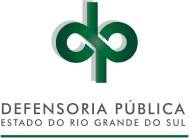 DEFENSORIA PÚBLICA
ESTADO DO RIO GRANDE DO SUL